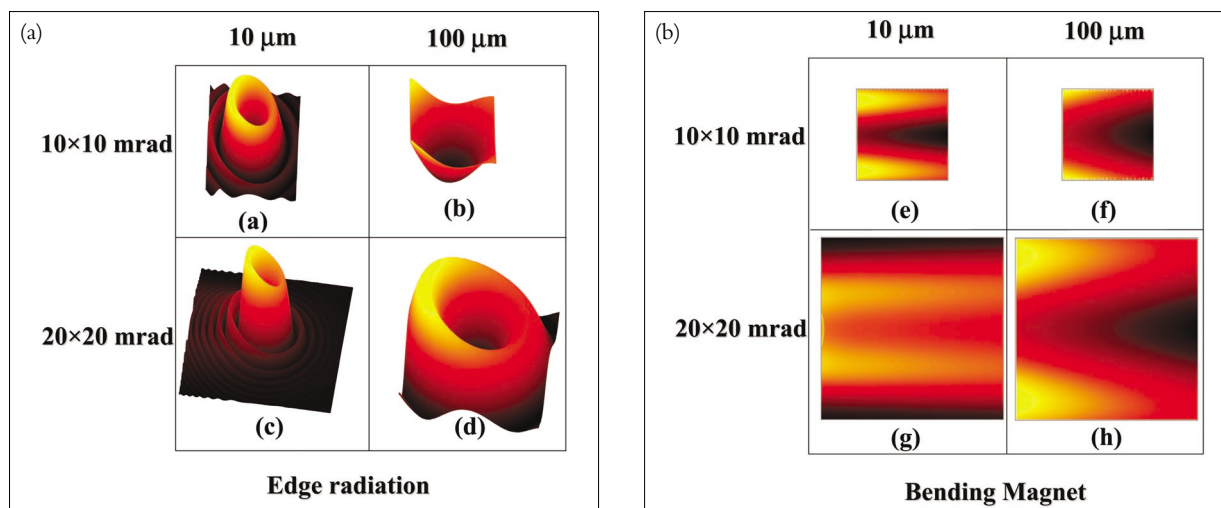 (a)
10 μm 100 μm
10×10 mrad
(a) (b)
20×20 mrad
(c) (d)
Edge radiation
(b)
10 μm 100 μm
10×10 mrad
(e) (f)
20×20 mrad
(g) (h)
Bending Magnet